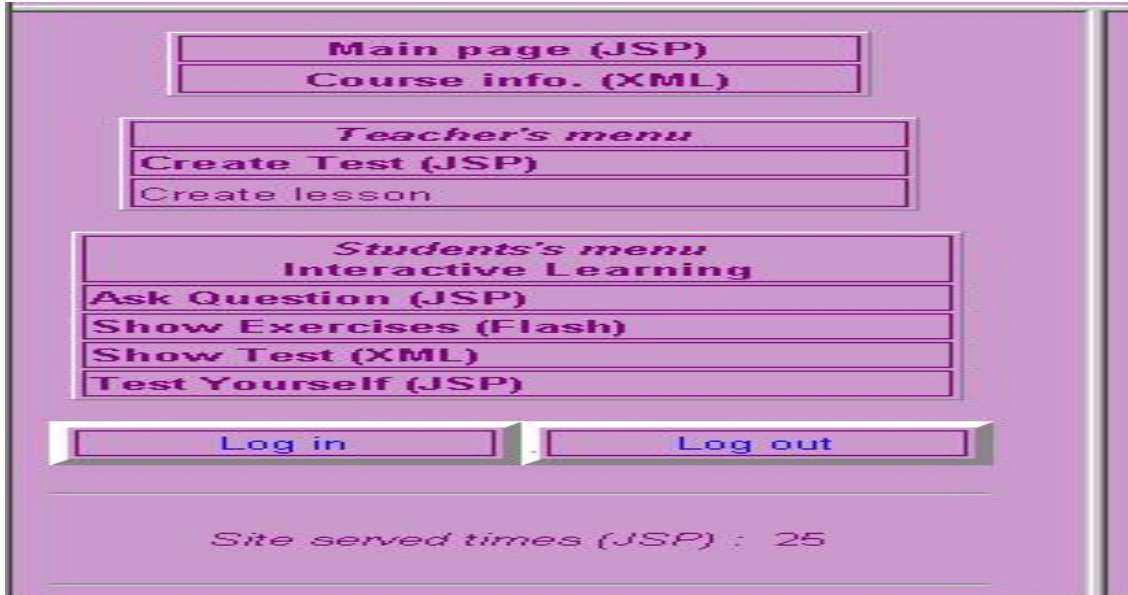 Main page (JSP)
Course info. (XML)
Teacher's menu
Create Test (JSP)
Create lesson
Students's menu
Interactive Learning
Ask Question (JSP)
Show Exercises (Flash)
Show Test (XML)
Test Yourself (JSP)
Log in . Log out
Site served times (JSP) : 25